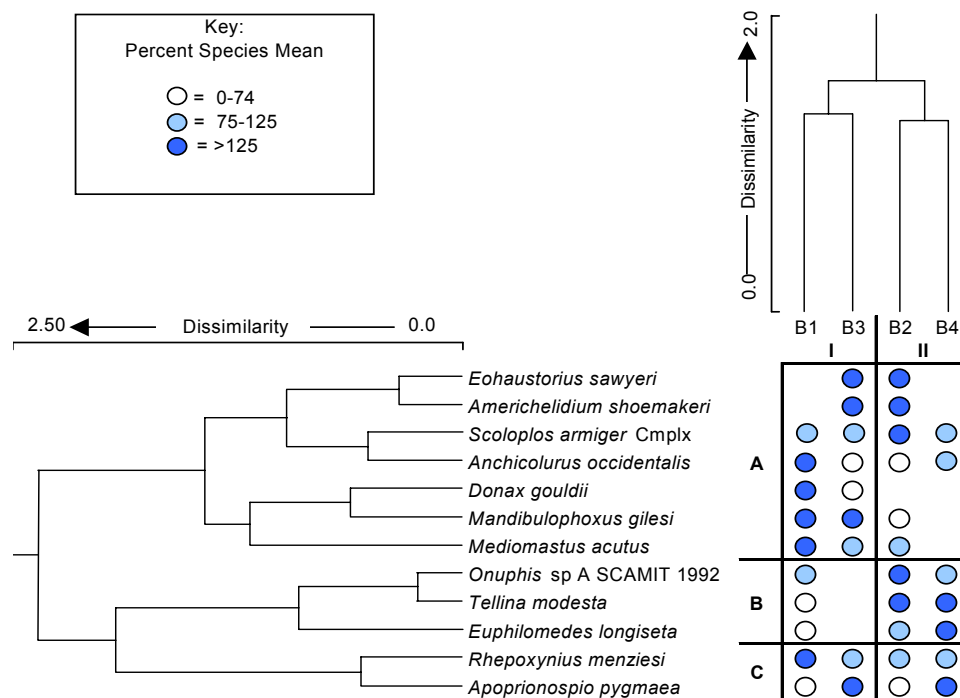 Key:
Percent Species Mean
= 0-74
= 75-125
= >125
2.0
Dissimilarity
0.0
2.50 Dissimilarity 0.0
B1 B3 B2 B4
I II
Eohaustorius sawyeri
Americhelidium shoemakeri
Scoloplos armiger Cmplx
Anchicolurus occidentalis
Donax gouldii
Mandibulophoxus gilesi
Mediomastus acutus
Onuphis sp A SCAMIT 1992
Tellina modesta
Euphilomedes longiseta
Rhepoxynius menziesi
Apoprionospio pygmaea
A
B
C